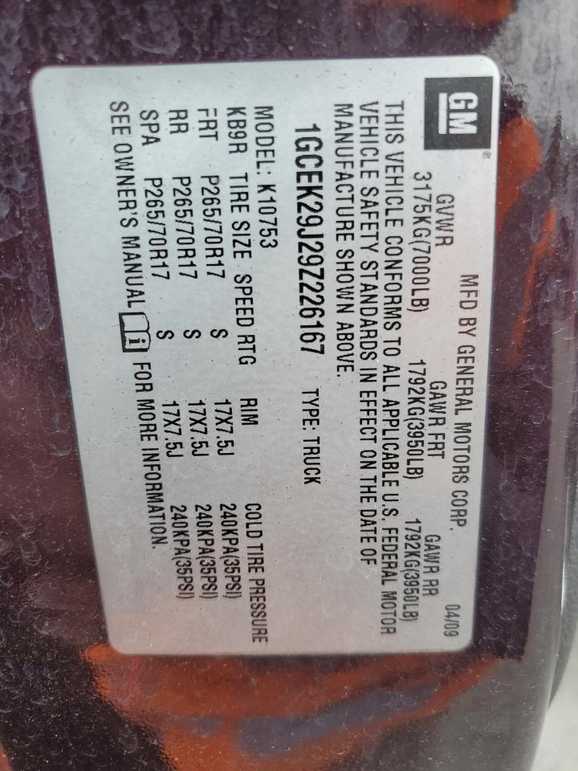 GM ®
MFD BY GENERAL MOTORS CORP. 04/09
GVWR GAWR FRT GAWR RR
3175KG(7000LB) 1792KG(3950LB) 1792KG(3950LB)
THIS VEHICLE CONFORMS TO ALL APPLICABLE U.S. FEDERAL MOTOR
VEHICLE SAFETY STANDARDS IN EFFECT ON THE DATE OF
MANUFACTURE SHOWN ABOVE.
1GCEK29J29Z226167 TYPE: TRUCK
MODEL: K10753
KB9R TIRE SIZE SPEED RTG RIM COLD TIRE PRESSURE
FRT P265/70R17 S 17X7.5J 240KPA(35PSI)
RR P265/70R17 S 17X7.5J 240KPA(35PSI)
SPA P265/70R17 S 17X7.5J 240KPA(35PSI)
SEE OWNER'S MANUAL i FOR MORE INFORMATION.